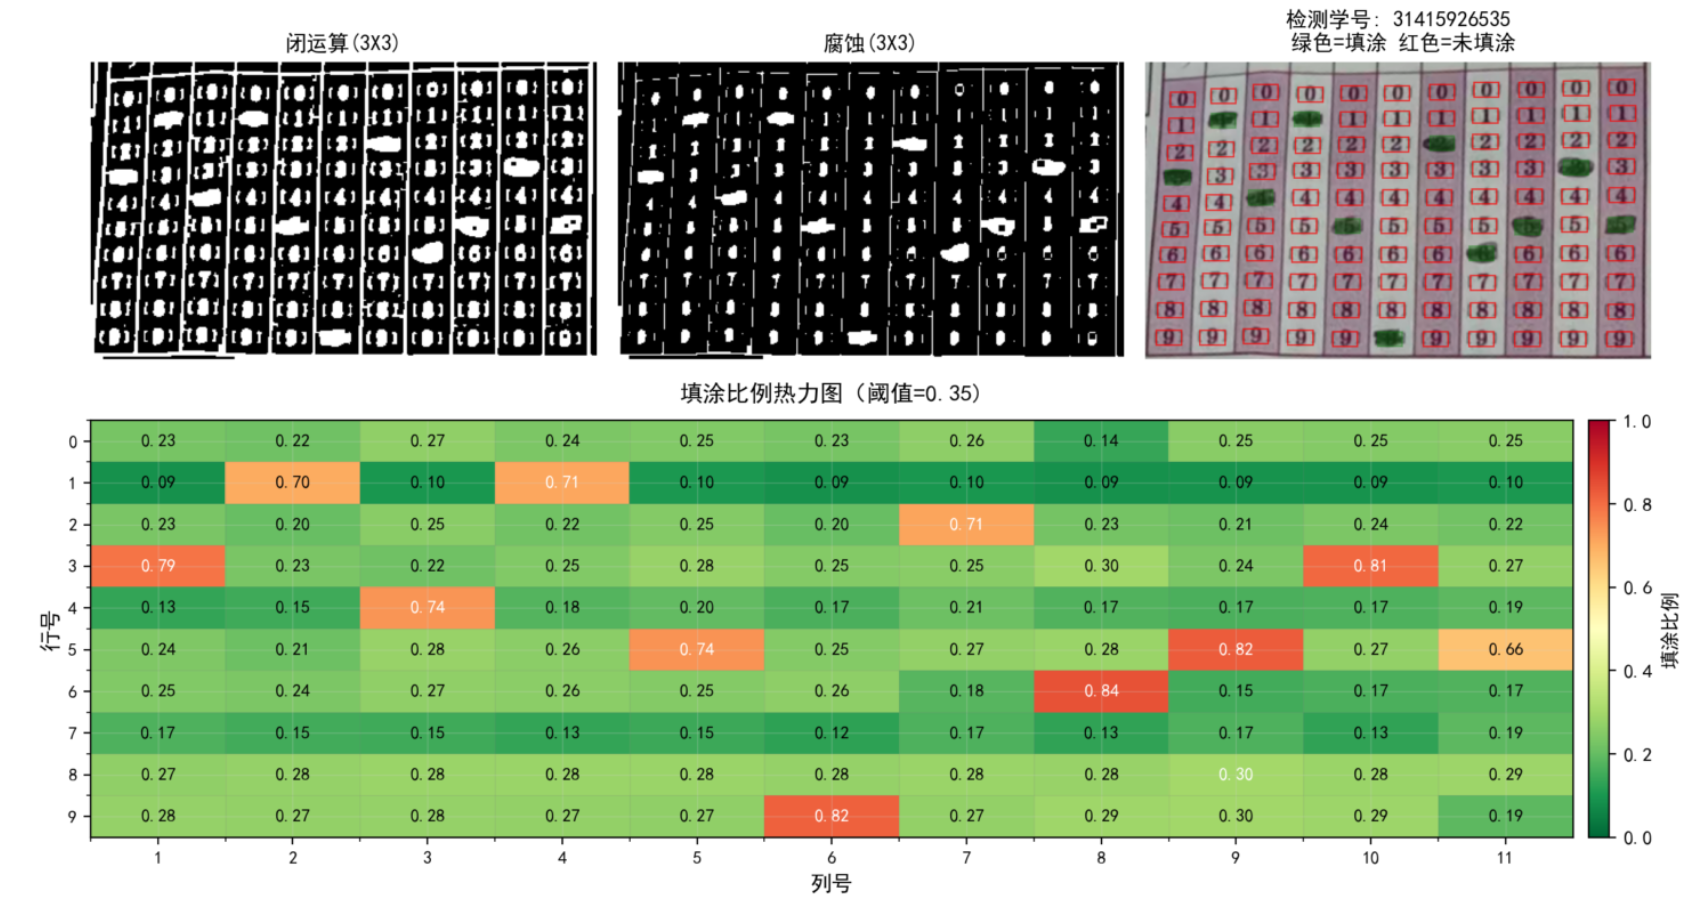 闭运算(3X3)
腐蚀(3X3)
检测学号: 31415926535
绿色=填涂 红色=未填涂
填涂比例热力图（阈值=0.35）
0 0.23 0.22 0.27 0.24 0.25 0.23 0.26 0.14 0.25 0.25 0.25
1 0.09 0.70 0.10 0.71 0.10 0.09 0.10 0.09 0.09 0.09 0.10
2 0.23 0.20 0.25 0.22 0.25 0.20 0.71 0.23 0.21 0.24 0.22
3 0.79 0.23 0.22 0.25 0.28 0.25 0.25 0.30 0.24 0.81 0.27
4 0.13 0.15 0.74 0.18 0.20 0.17 0.21 0.17 0.17 0.17 0.19
5 0.24 0.21 0.28 0.26 0.74 0.25 0.27 0.28 0.82 0.27 0.66
6 0.25 0.24 0.27 0.26 0.25 0.26 0.18 0.84 0.15 0.17 0.17
7 0.17 0.15 0.15 0.13 0.15 0.12 0.17 0.13 0.17 0.13 0.19
8 0.27 0.28 0.28 0.28 0.28 0.28 0.28 0.28 0.30 0.28 0.29
9 0.28 0.27 0.28 0.27 0.27 0.82 0.27 0.29 0.30 0.29 0.19
1 2 3 4 5 6 7 8 9 10 11
列号
行号
1.0
0.8
0.6
0.4
0.2
0.0
填涂比例